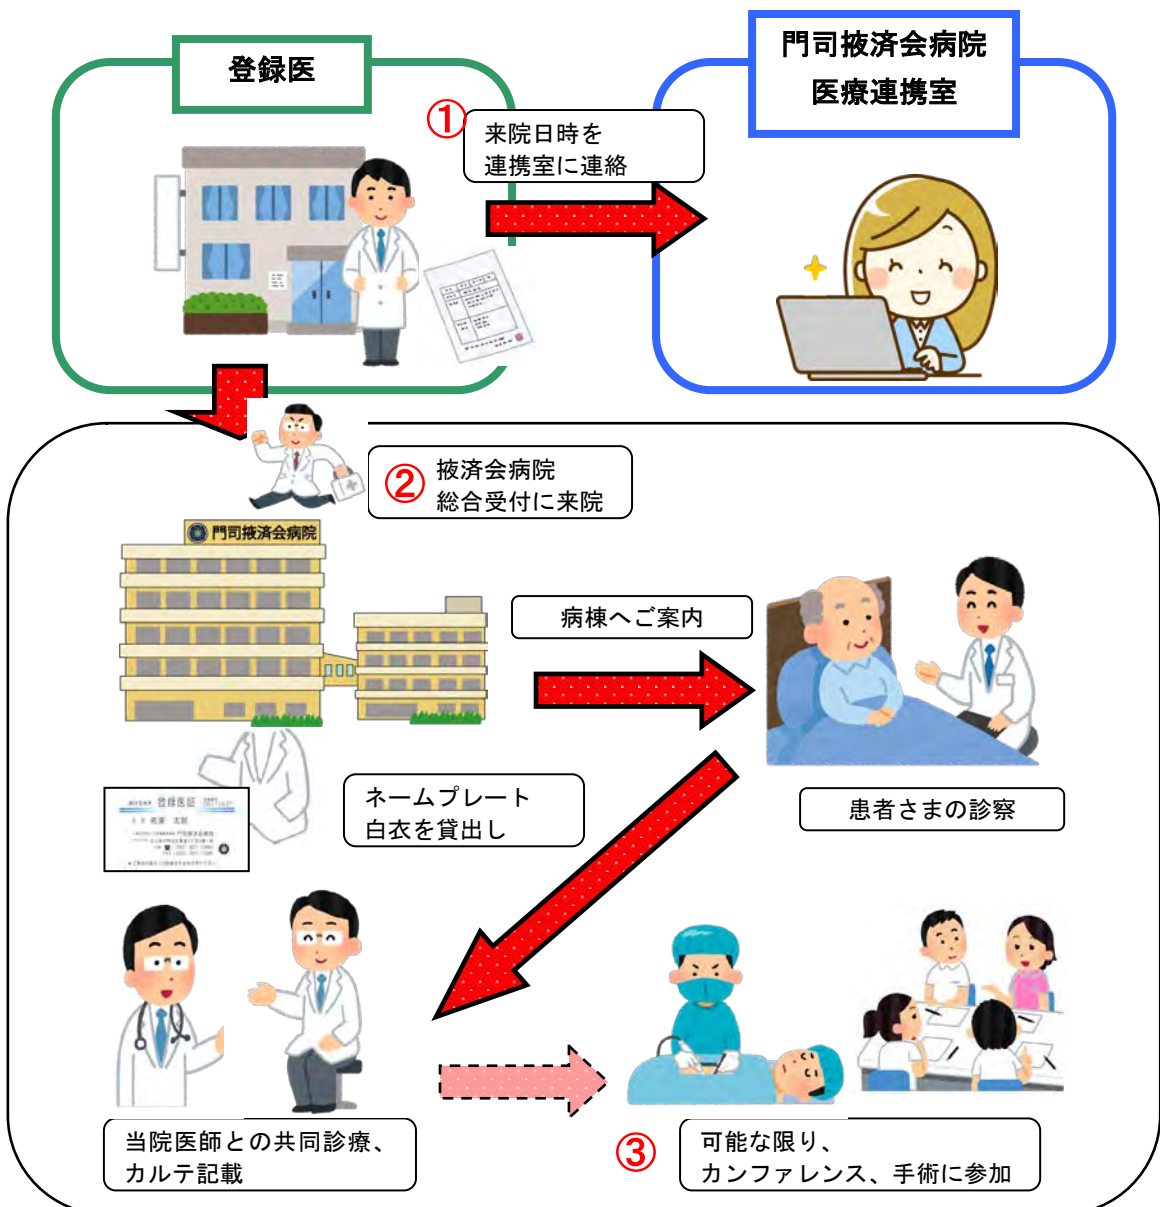 登録医
門司掖済会病院
医療連携室
①
来院日時を
連携室に連絡
②
掖済会病院
総合受付に来院
門司掖済会病院
病棟へご案内
患者さまの診察
ネームプレート
白衣を貸出し
登録医証
当院医師との共同診療、
カルテ記載
③
可能な限り、
カンファレンス、手術に参加